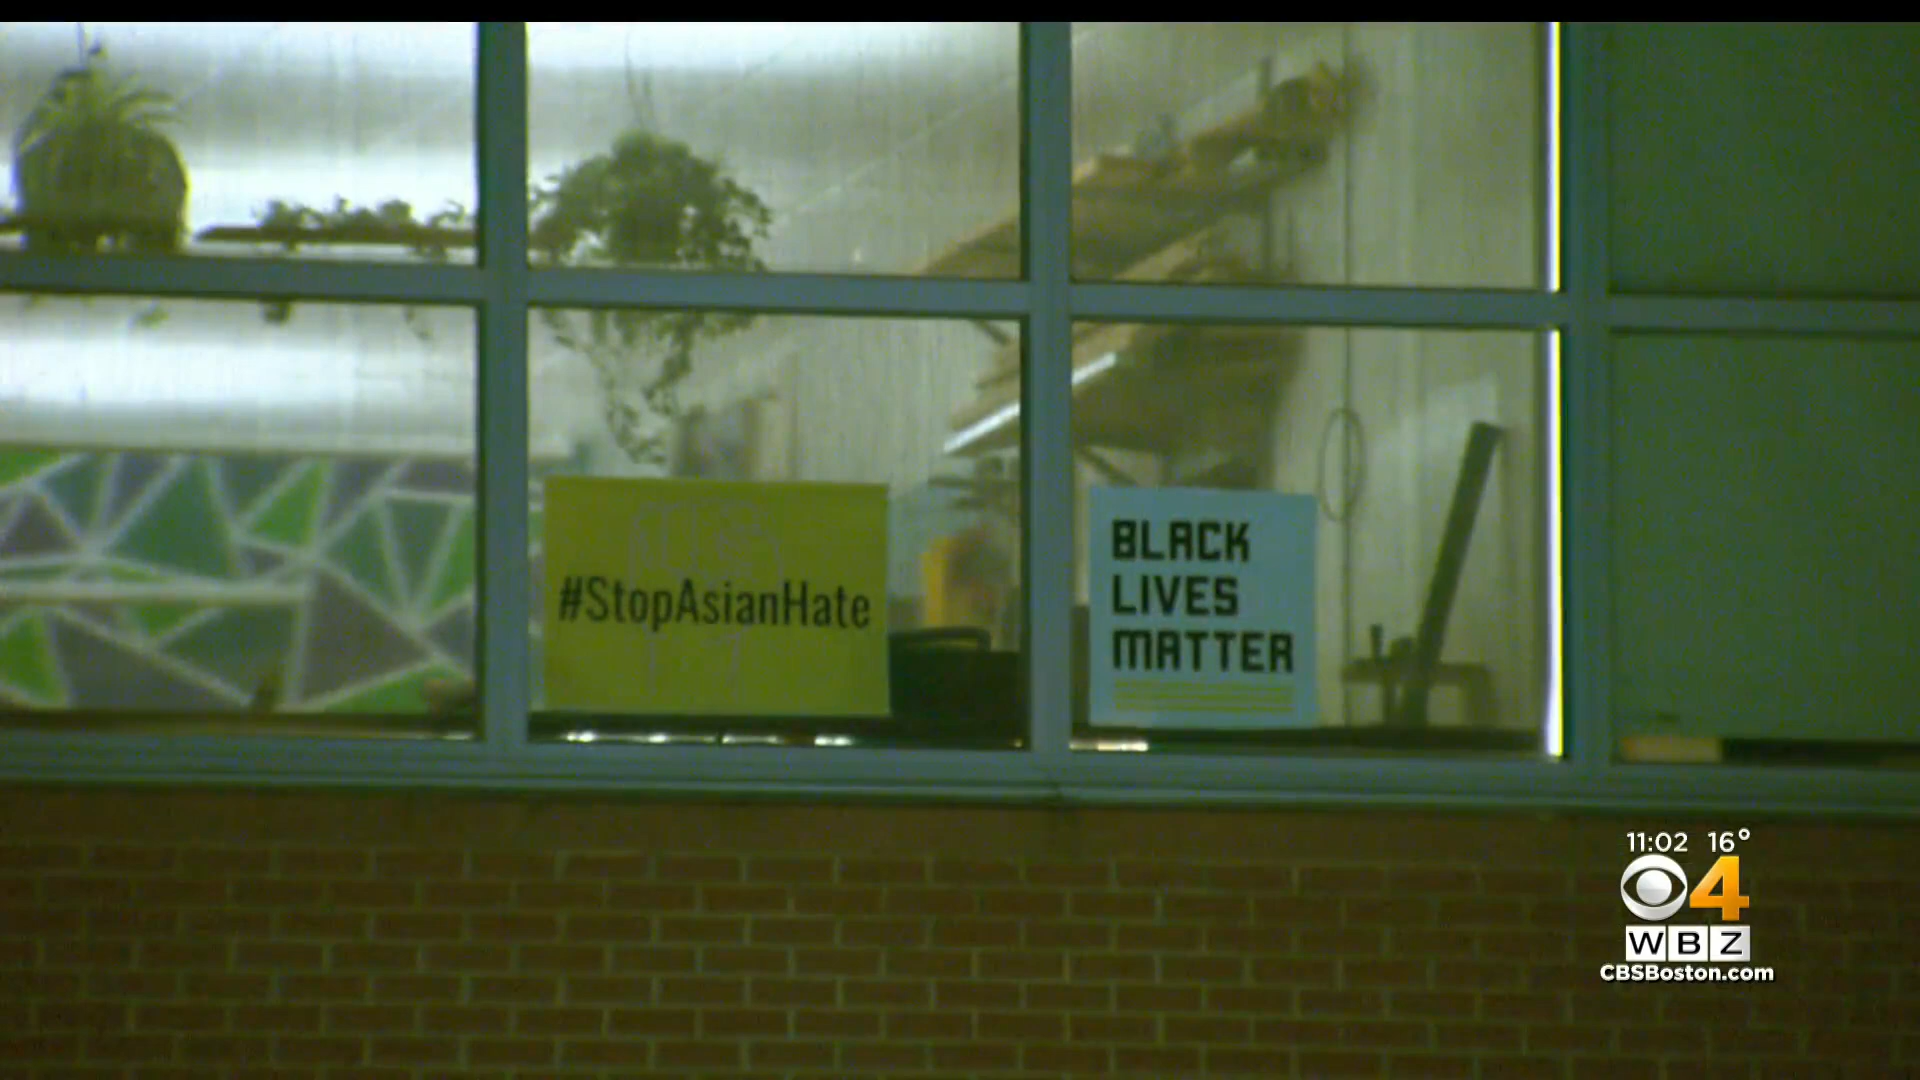 #StopAsianHate
BLACK
LIVES
MATTER
11:02 16°
4
WBZ
CBSBoston.com